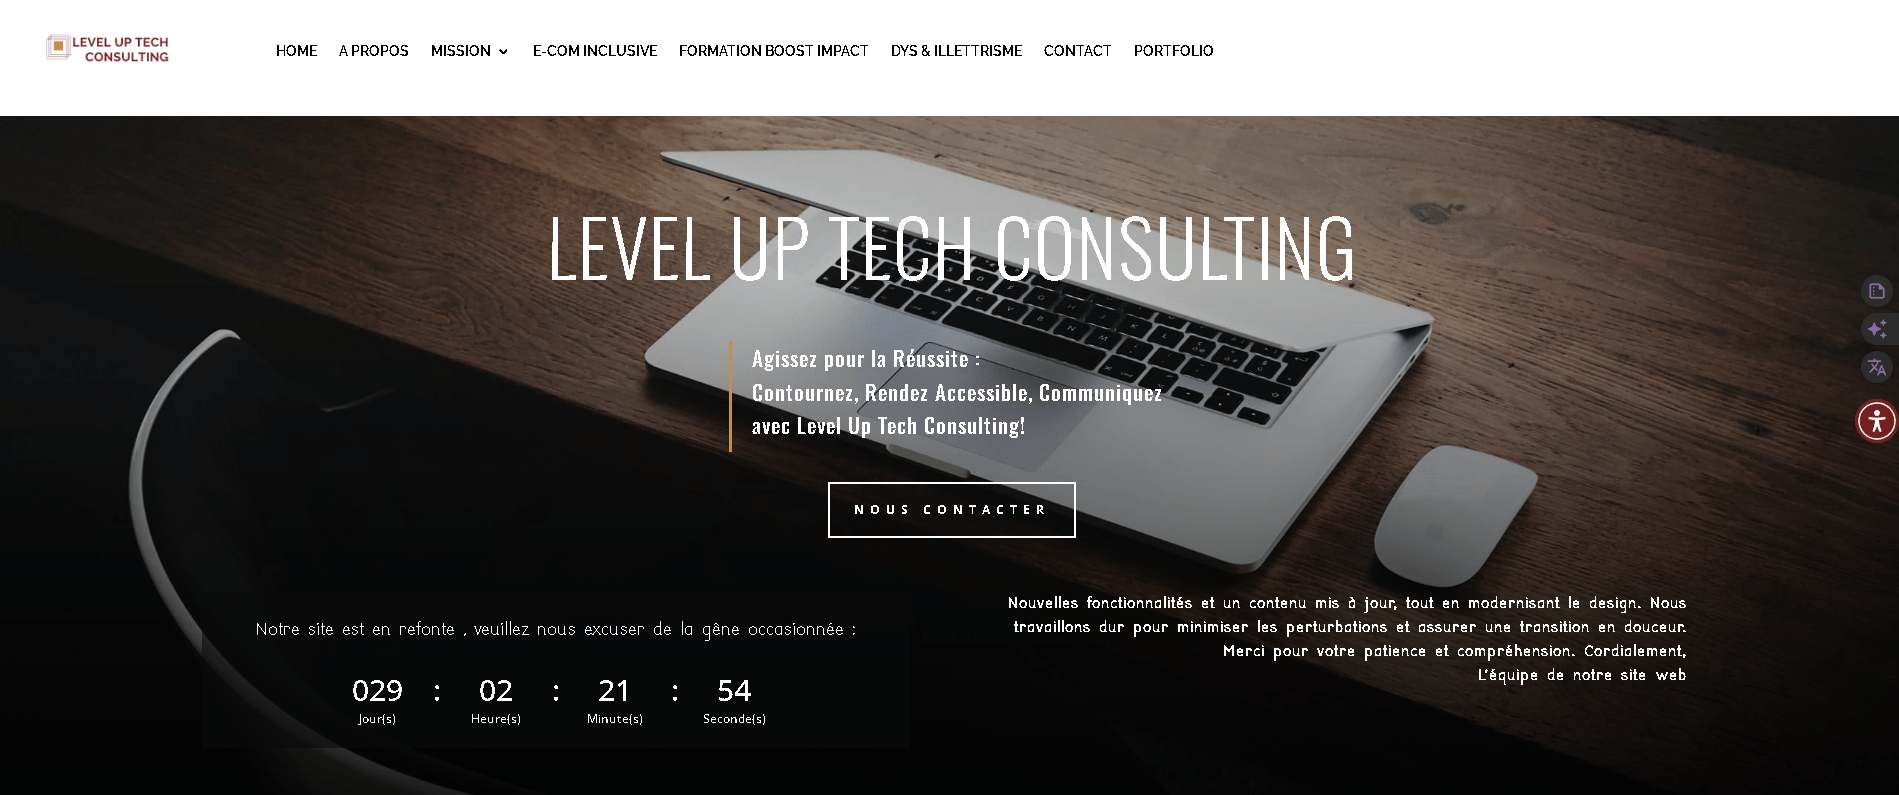 LEVEL UP TECH
CONSULTING
HOME A PROPOS MISSION E-COM INCLUSIVE FORMATION BOOST IMPACT DYS & ILLETTRISME CONTACT PORTFOLIO
LEVEL UP TECH CONSULTING
Agissez pour la Réussite :
Contournez, Rendez Accessible, Communiquez
avec Level Up Tech Consulting!
NOUS CONTACTER
Notre site est en refonte , veuillez nous excuser de la gêne occasionnée :
029 : 02 : 21 : 54
Jour(s) Heure(s) Minute(s) Seconde(s)
Nouvelles fonctionnalités et un contenu mis à jour, tout en modernisant le design. Nous
travaillons dur pour minimiser les perturbations et assurer une transition en douceur.
Merci pour votre patience et compréhension. Cordialement,
L'équipe de notre site web